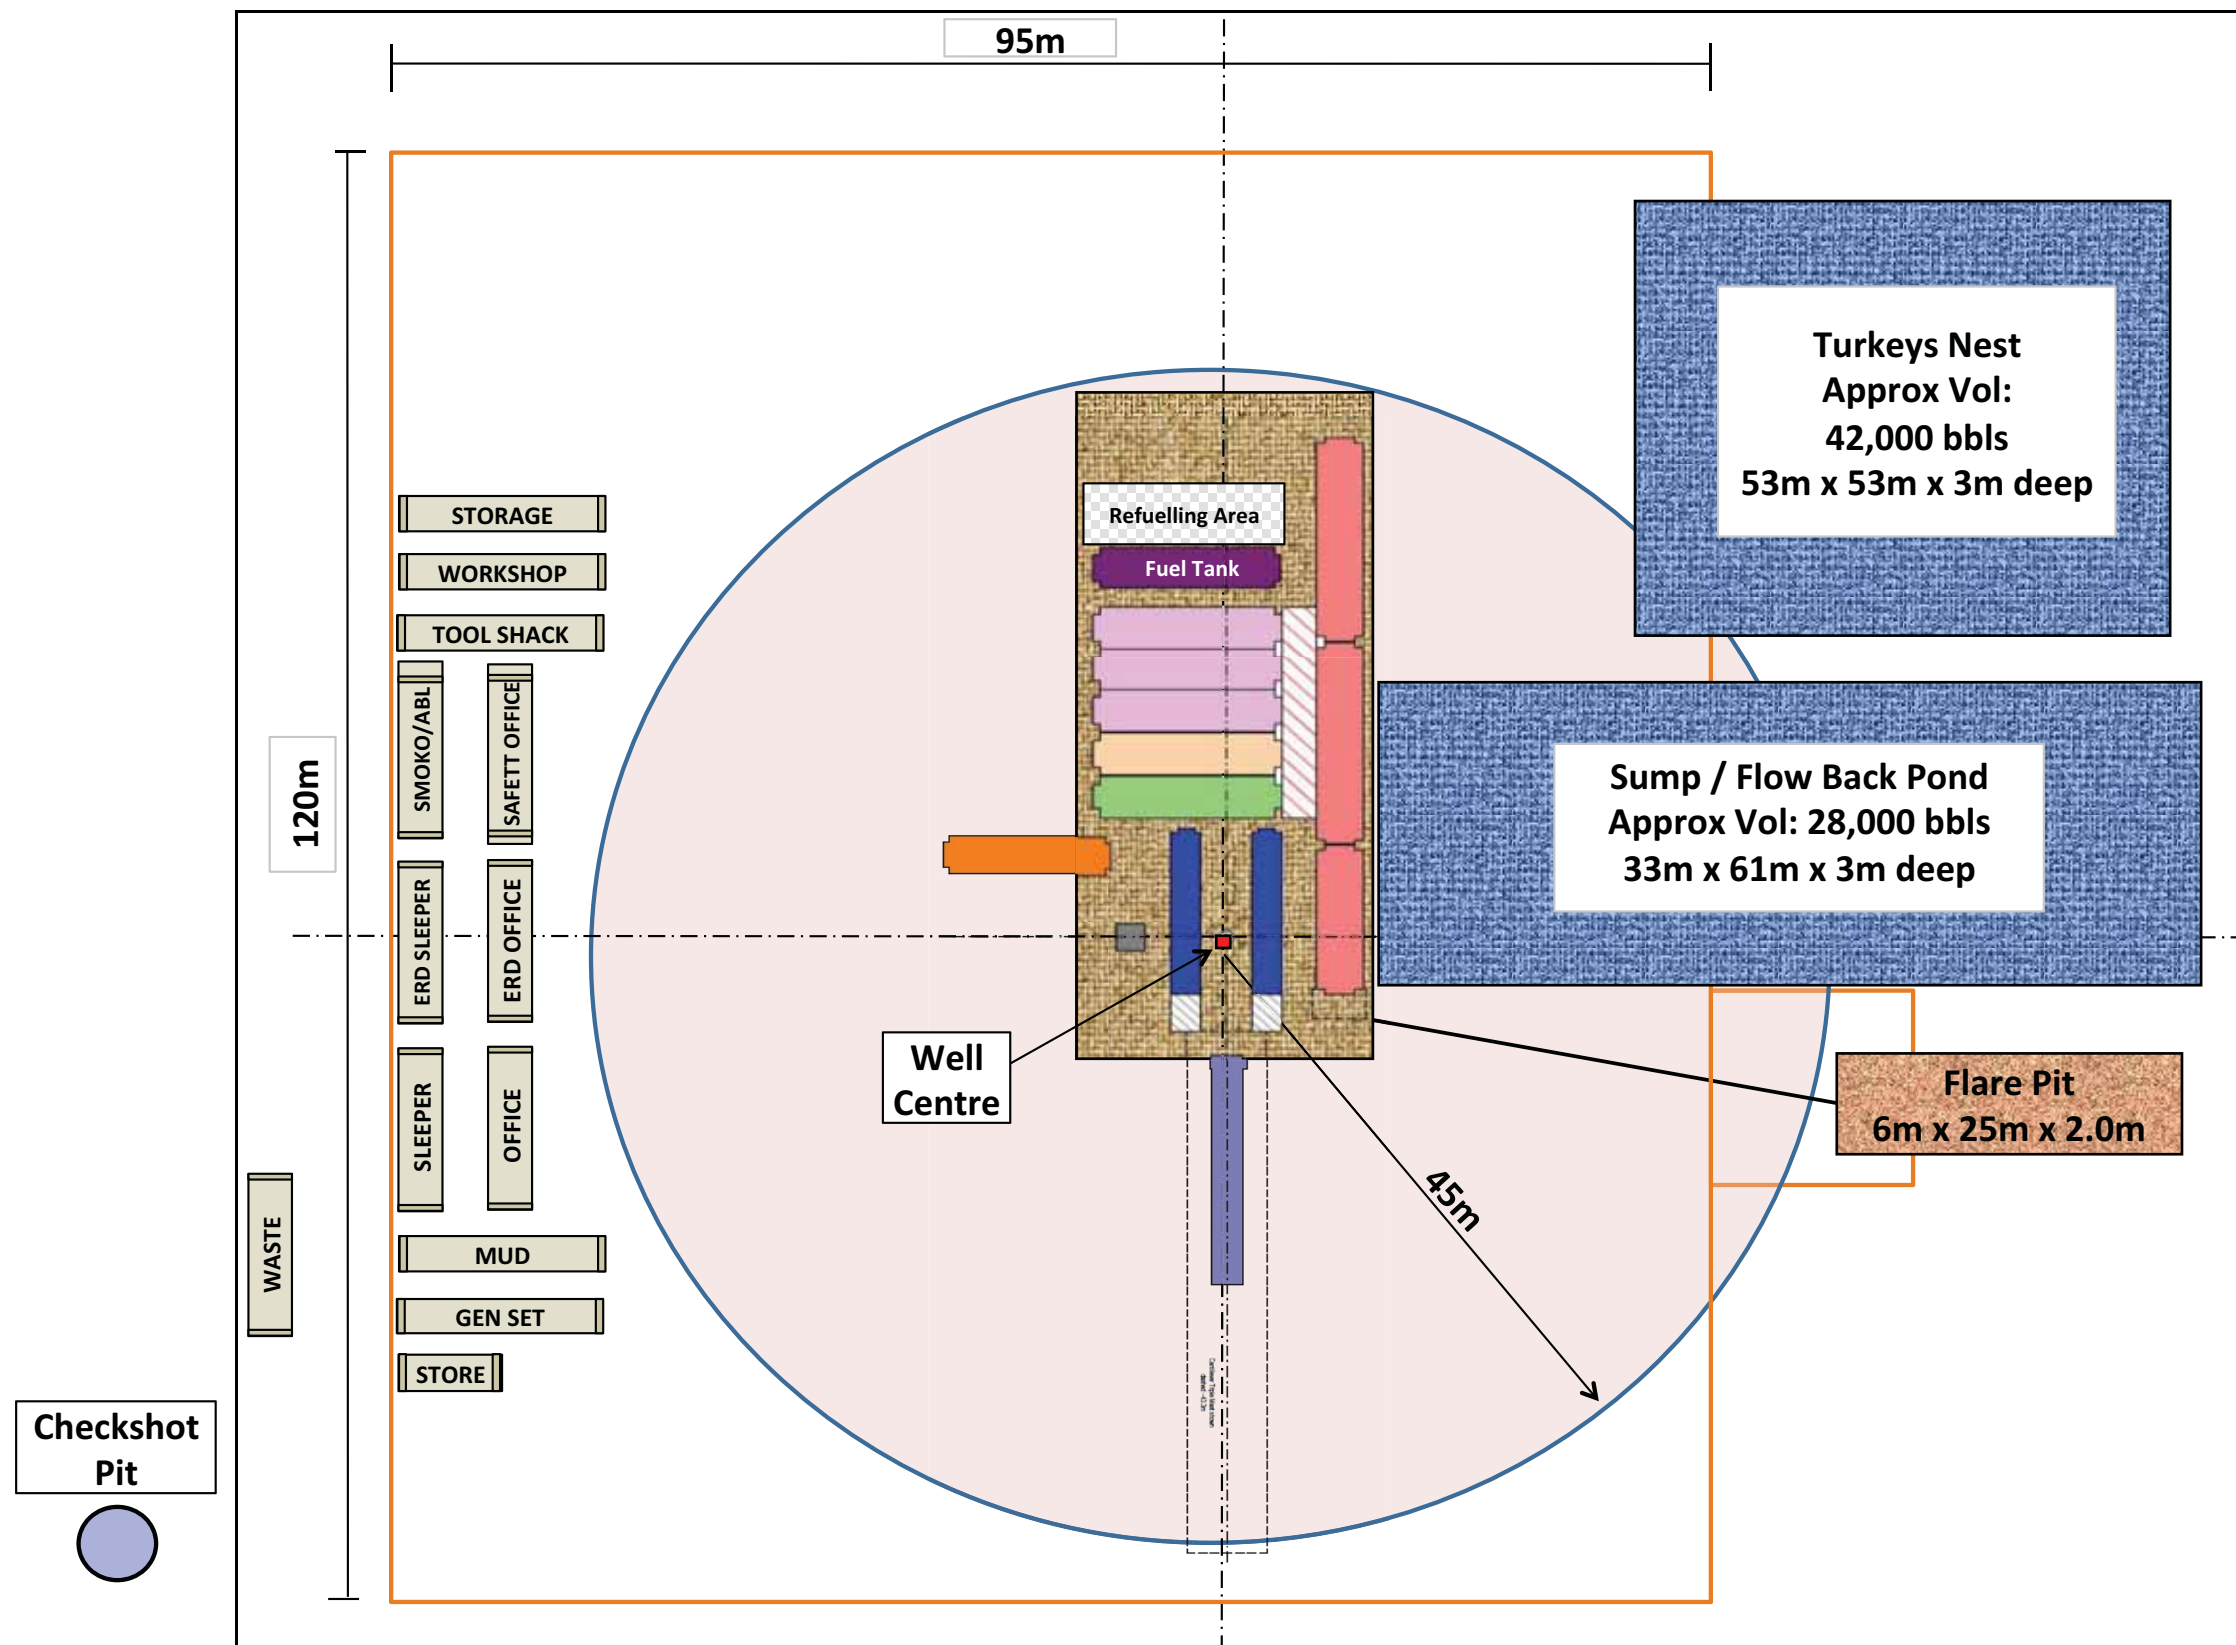 95m
Turkeys Nest
Approx Vol:
42,000 bbls
53m x 53m x 3m deep
STORAGE
Refuelling Area
WORKSHOP
Fuel Tank
TOOL SHACK
SMOKO/ABL
SAFETT OFFICE
120m
Sump / Flow Back Pond
Approx Vol: 28,000 bbls
33m x 61m x 3m deep
ERD SLEEPER
ERD OFFICE
Well
Centre
Flare Pit
6m x 25m x 2.0m
SLEEPER
OFFICE
45m
WASTE
MUD
GEN SET
STORE
Checkshot
Pit